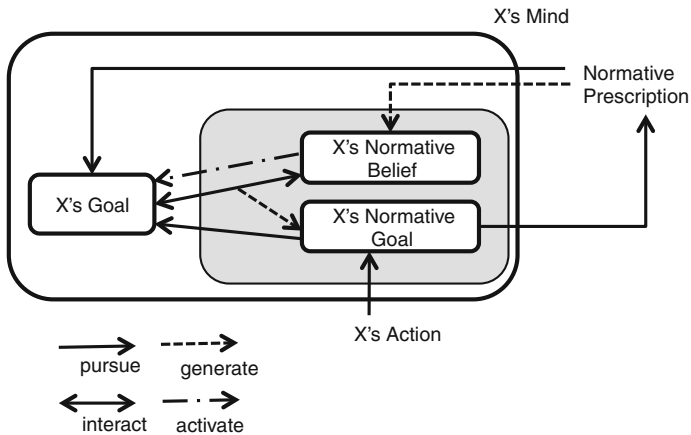 X's Mind
Normative
Prescription
X's Normative
Belief
X's Goal
X's Normative
Goal
X's Action
pursue
generate
interact
activate